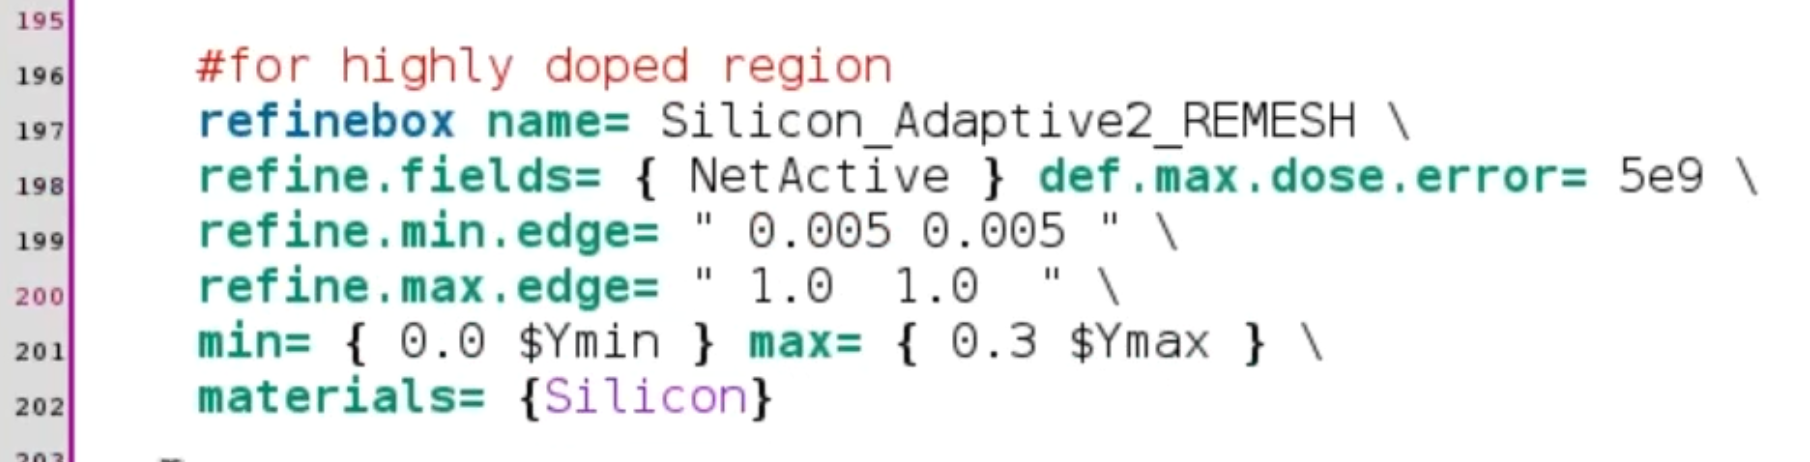 195
196 #for highly doped region
197 refinebox name= Silicon_Adaptive2_REMESH \
198 refine.fields= { NetActive } def.max.dose.error= 5e9 \
199 refine.min.edge= " 0.005 0.005 " \
200 refine.max.edge= " 1.0  1.0  " \
201 min= { 0.0 $Ymin } max= { 0.3 $Ymax } \
202 materials= {Silicon}
203